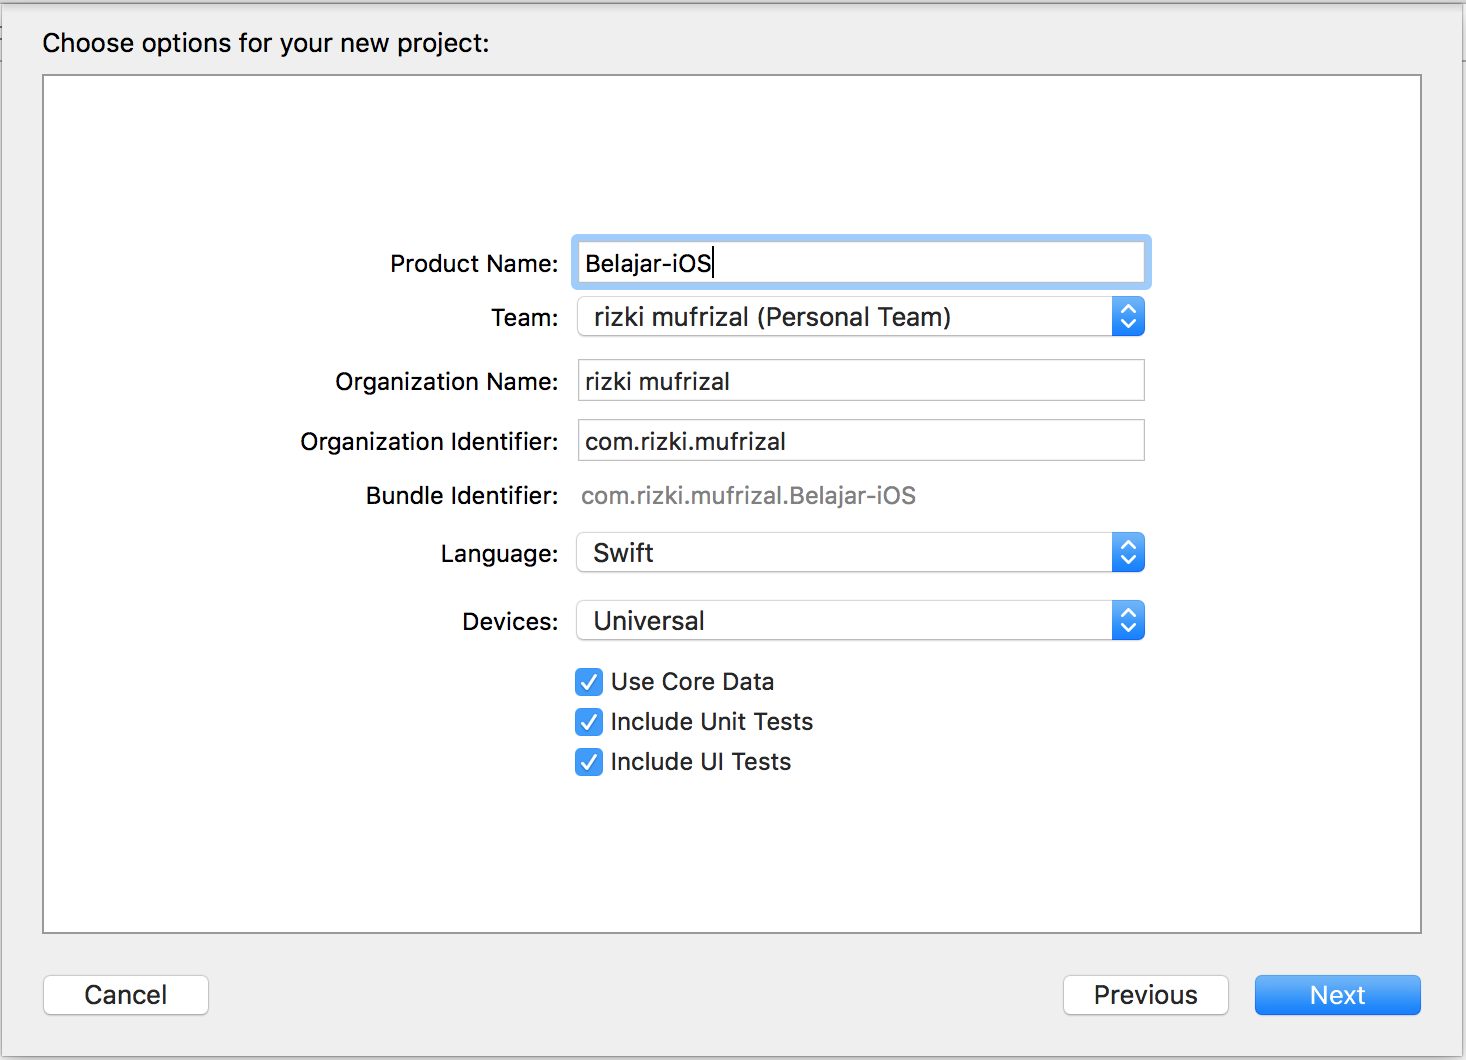 Choose options for your new project:
Product Name: Belajar-iOS
Team: rizki mufrizal (Personal Team)
Organization Name: rizki mufrizal
Organization Identifier: com.rizki.mufrizal
Bundle Identifier: com.rizki.mufrizal.Belajar-iOS
Language: Swift
Devices: Universal
Use Core Data
Include Unit Tests
Include UI Tests
Cancel Previous Next